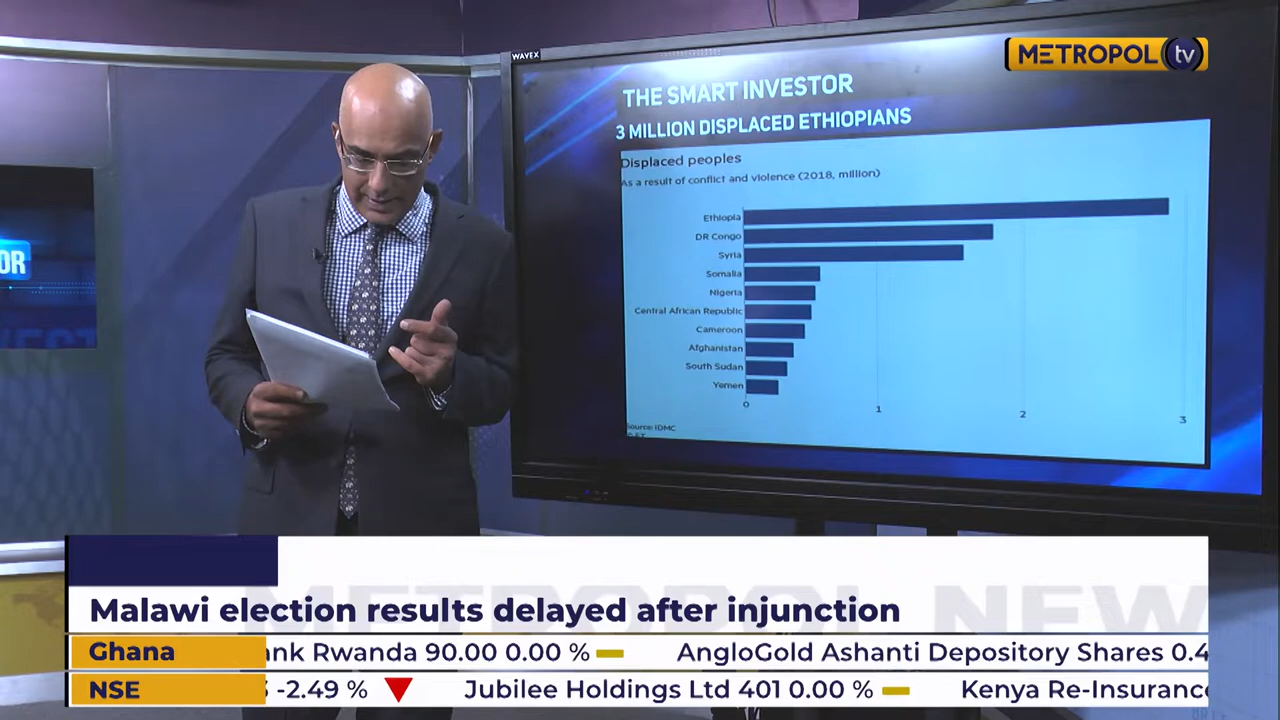 WAVEX
METROPOL tv
THE SMART INVESTOR
3 MILLION DISPLACED ETHIOPIANS
Displaced peoples
As a result of conflict and violence (2018, million)
Ethiopia
DR Congo
Syria
Somalia
Nigeria
Central African Republic
Cameroon
Afghanistan
South Sudan
Yemen
0 1 2 3
Source: IDMC
OR
METROPOL NEW
Malawi election results delayed after injunction
Ghana ank Rwanda 90.00 0.00 % AngloGold Ashanti Depository Shares 0.4
NSE -2.49 % Jubilee Holdings Ltd 401 0.00 % Kenya Re-Insurance